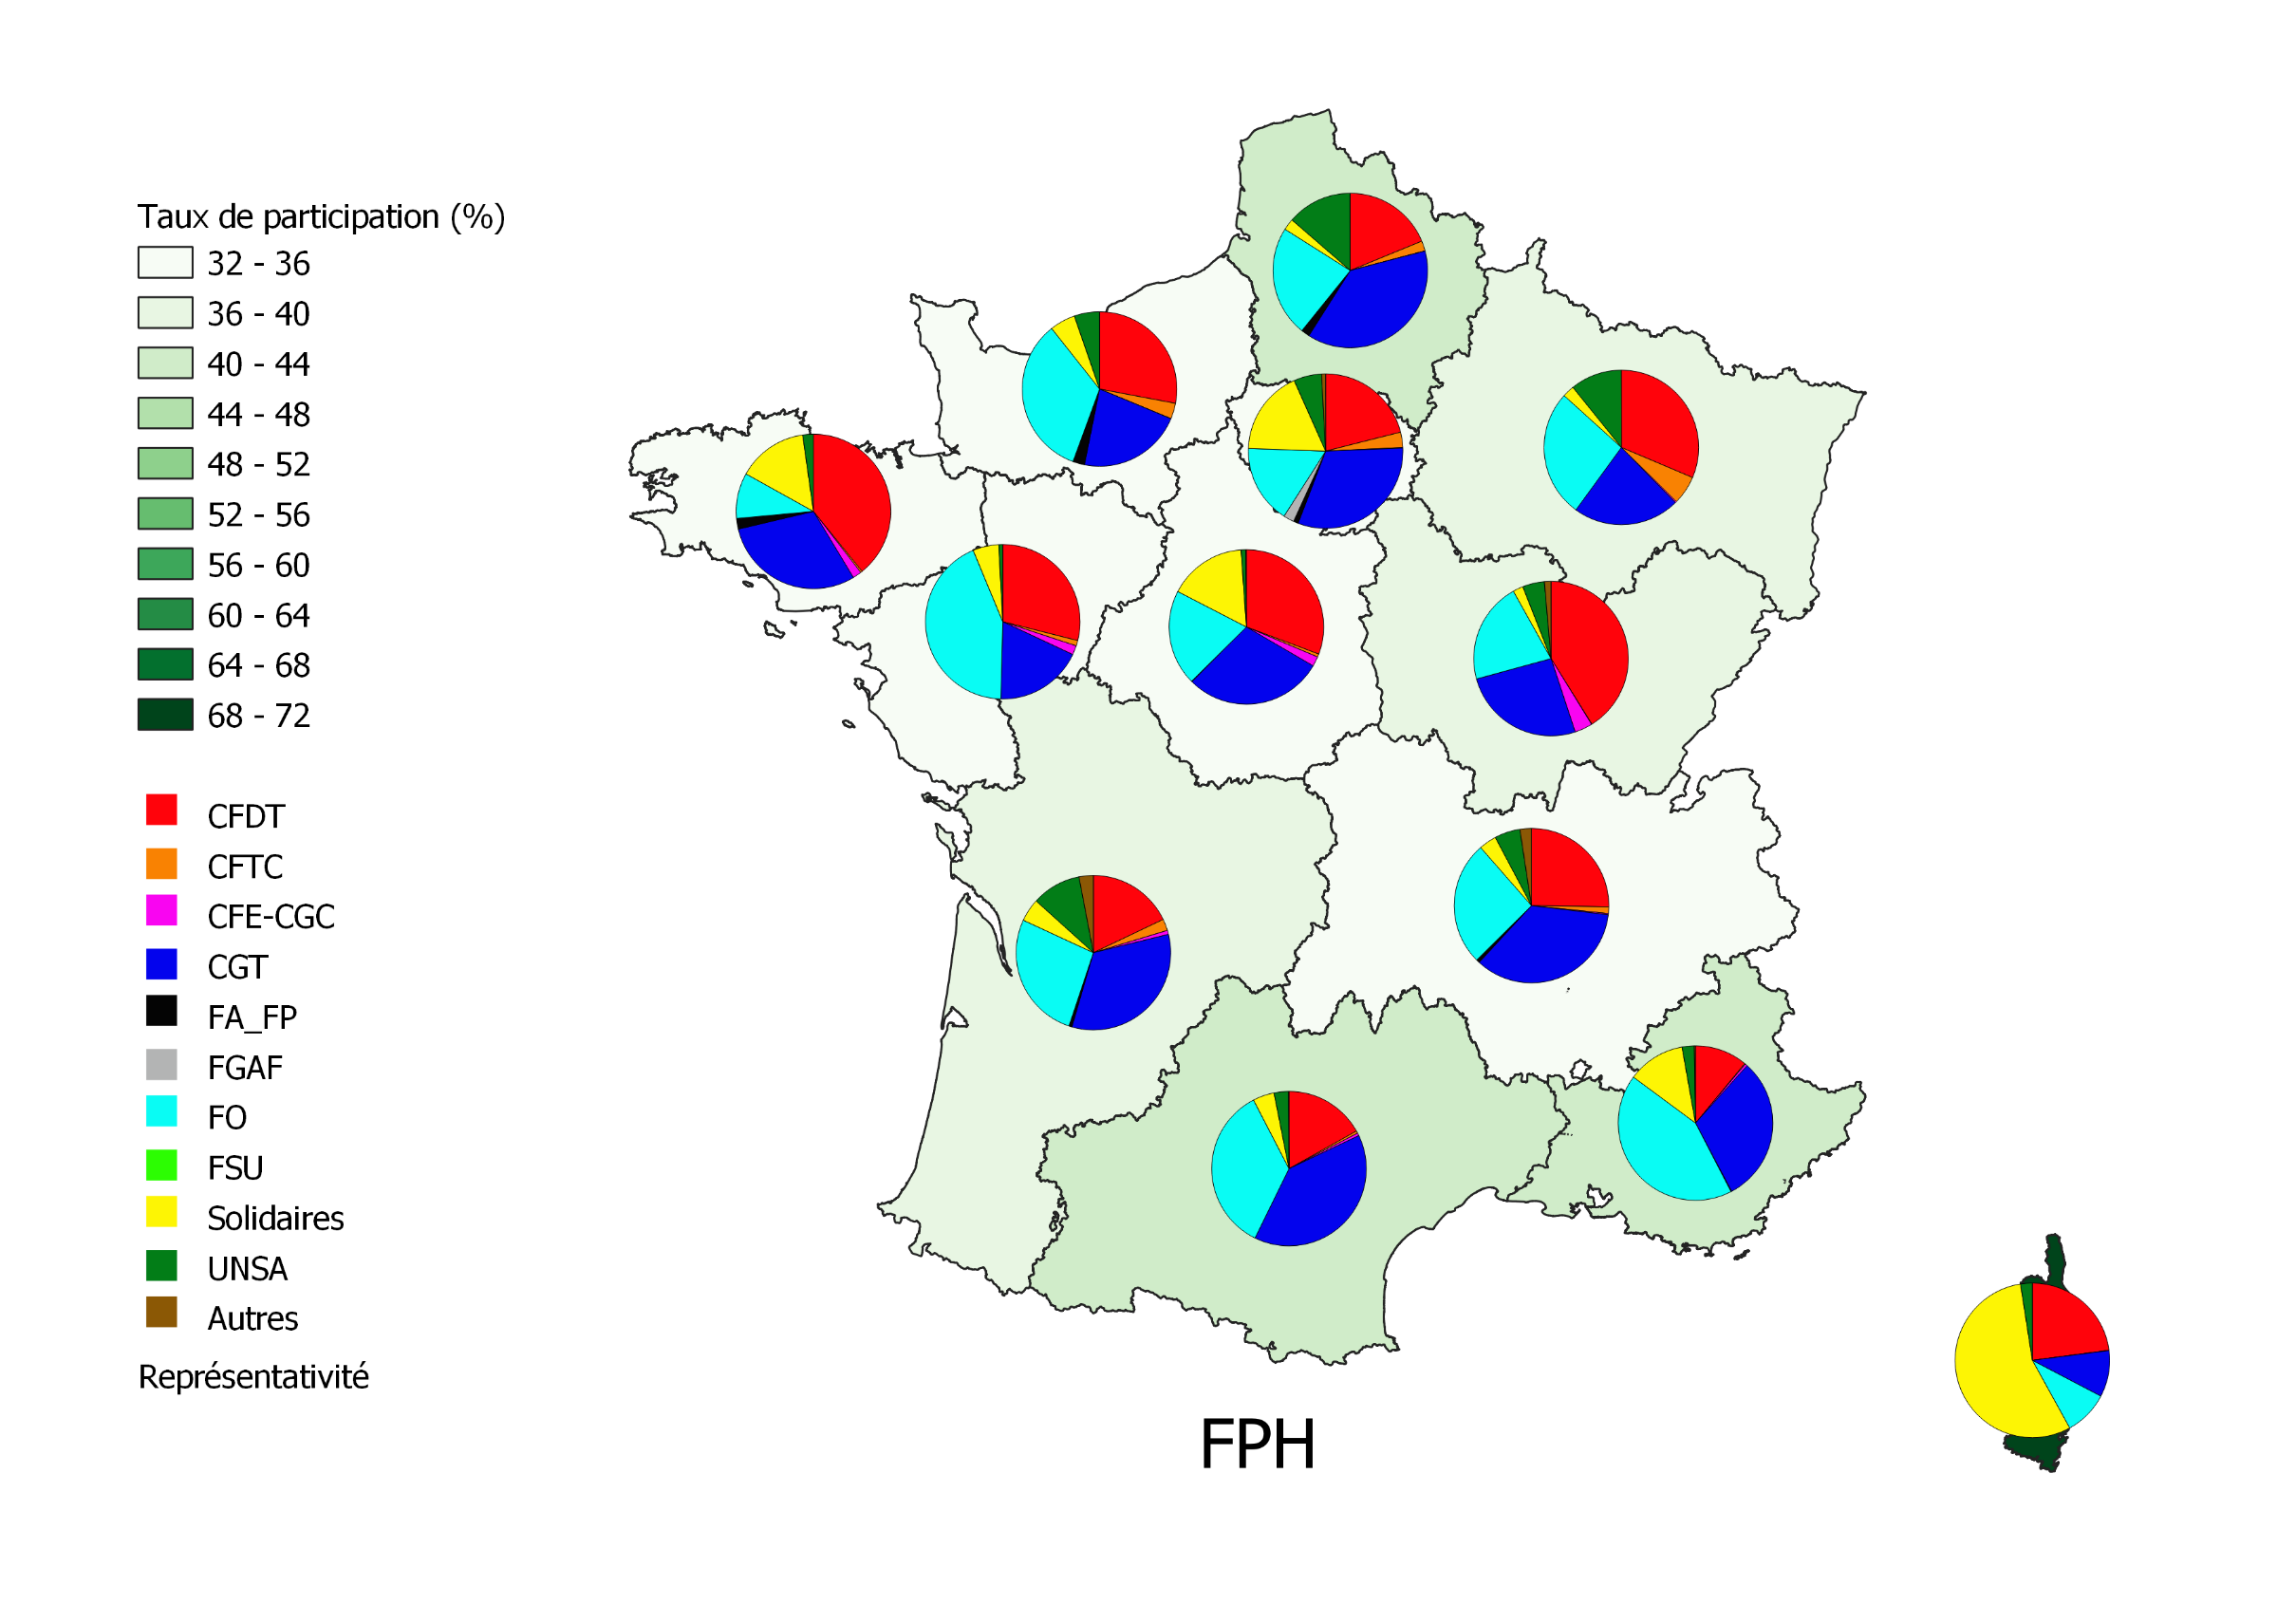 Taux de participation (%)
32 - 36
36 - 40
40 - 44
44 - 48
48 - 52
52 - 56
56 - 60
60 - 64
64 - 68
68 - 72
CFDT
CFTC
CFE-CGC
CGT
FA_FP
FGAF
FO
FSU
Solidaires
UNSA
Autres
Représentativité
FPH